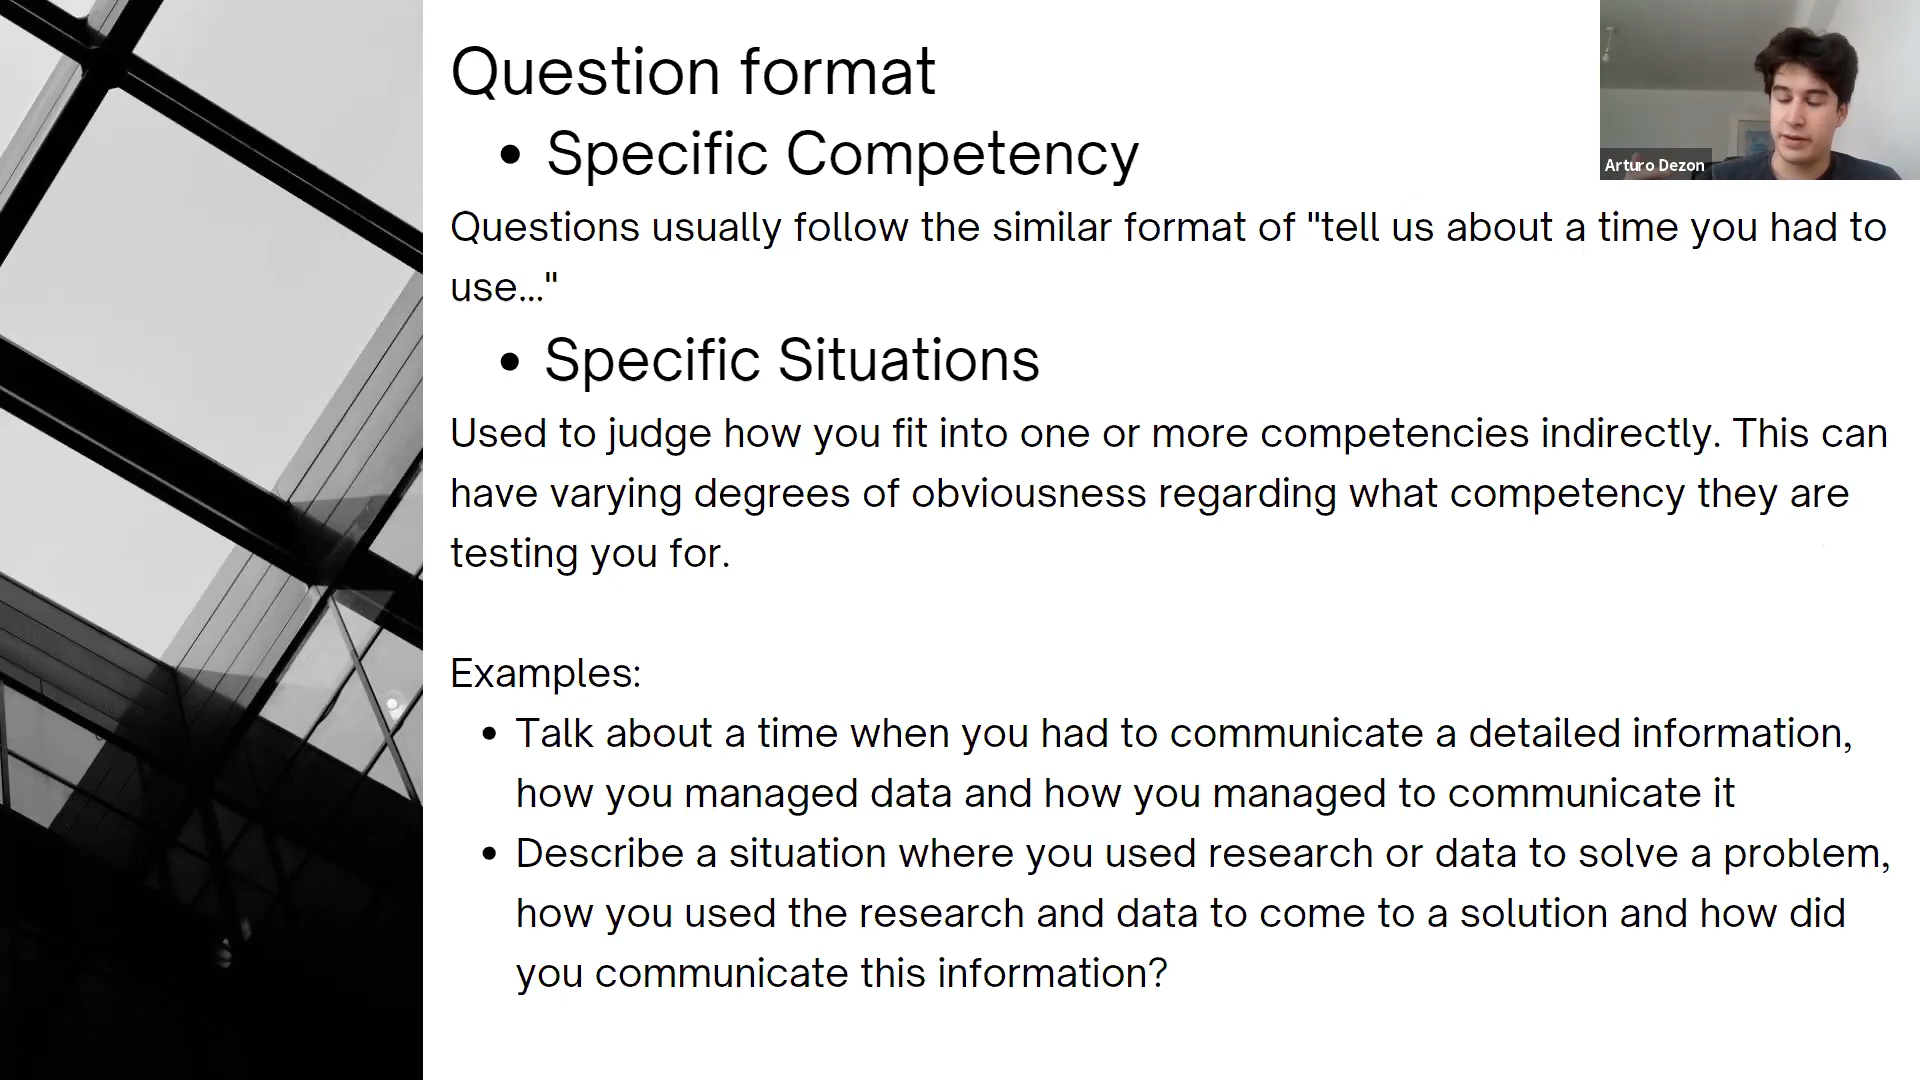 Question format
• Specific Competency
Questions usually follow the similar format of "tell us about a time you had to
use..."
• Specific Situations
Used to judge how you fit into one or more competencies indirectly. This can
have varying degrees of obviousness regarding what competency they are
testing you for.
Examples:
• Talk about a time when you had to communicate a detailed information,
how you managed data and how you managed to communicate it
• Describe a situation where you used research or data to solve a problem,
how you used the research and data to come to a solution and how did
you communicate this information?
Arturo Dezon